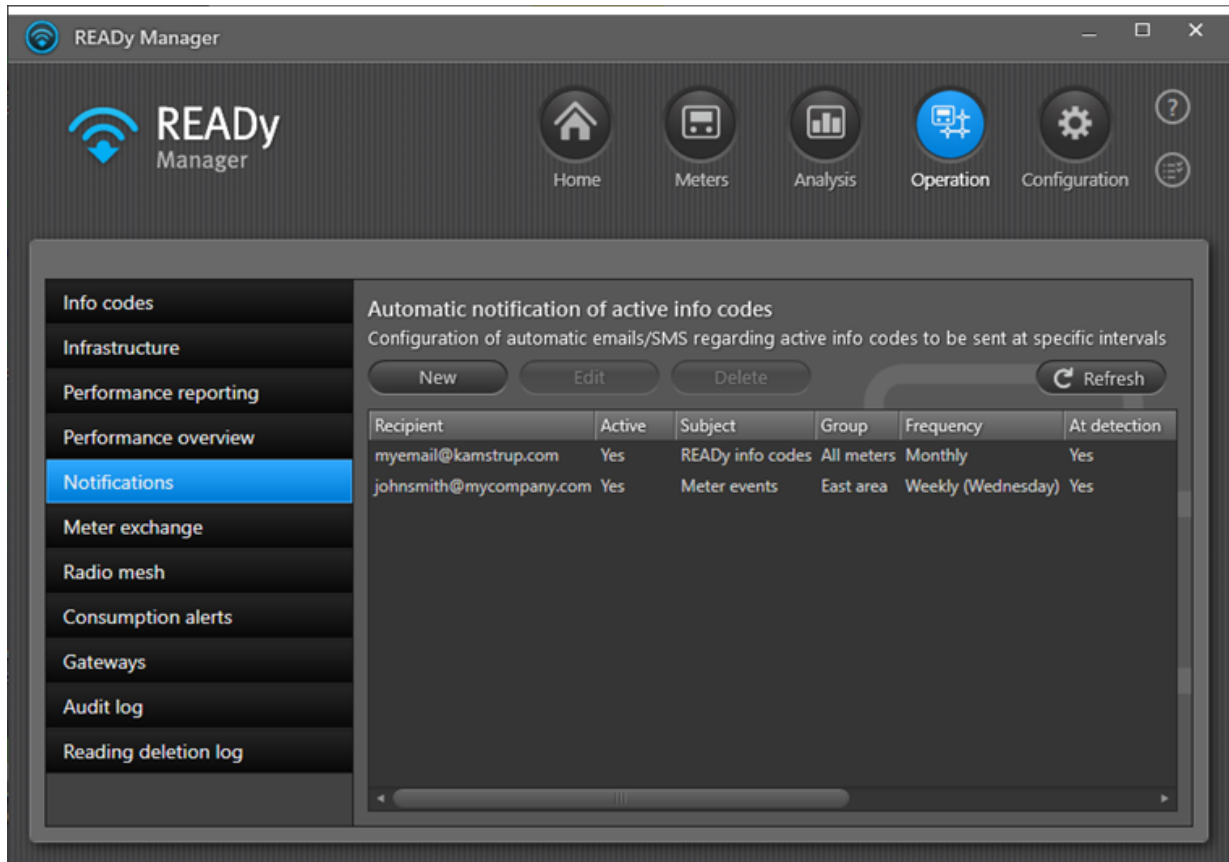 READy Manager
READy
Manager
Home Meters Analysis Operation Configuration
?
Info codes
Infrastructure
Performance reporting
Performance overview
Notifications
Meter exchange
Radio mesh
Consumption alerts
Gateways
Audit log
Reading deletion log
Automatic notification of active info codes
Configuration of automatic emails/SMS regarding active info codes to be sent at specific intervals
New Edit Delete Refresh
Recipient Active Subject Group Frequency At detection
myemail@kamstrup.com Yes READy info codes All meters Monthly Yes
johnsmith@mycompany.com Yes Meter events East area Weekly (Wednesday) Yes